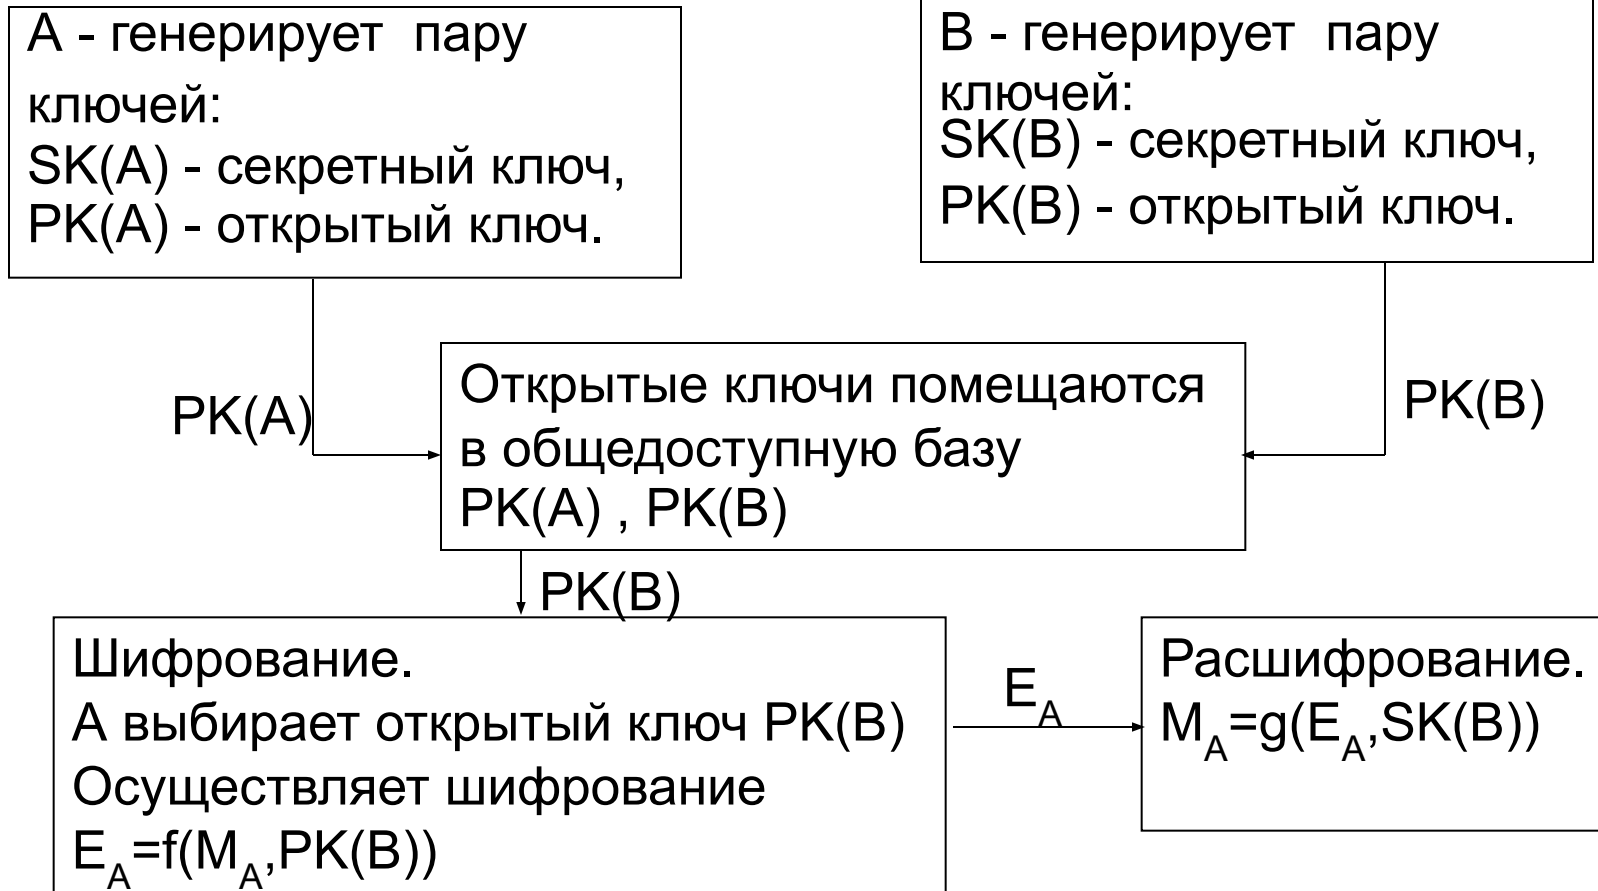 А - генерирует пару
ключей:
SK(A) - секретный ключ,
PK(A) - открытый ключ.
В - генерирует пару
ключей:
SK(B) - секретный ключ,
PK(B) - открытый ключ.
PK(A)
Открытые ключи помещаются
в общедоступную базу
PK(A) , PK(B)
PK(B)
PK(B)
Шифрование.
А выбирает открытый ключ PK(B)
Осуществляет шифрование
E_A=f(M_A,PK(B))
E_A
Расшифрование.
M_A=g(E_A,SK(B))